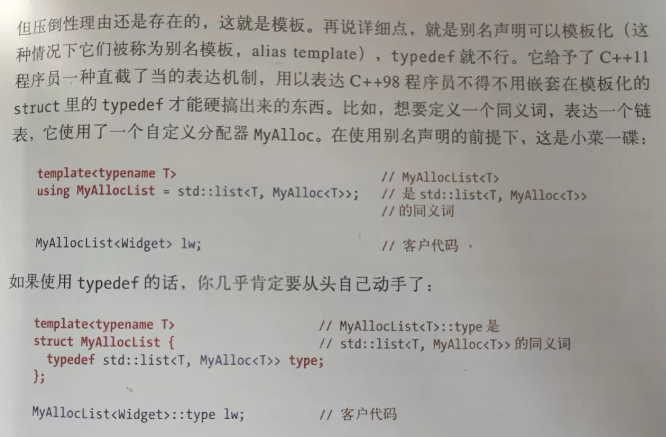 但压倒性理由还是存在的，这就是模板。再说详细点，就是别名声明可以模板化（这
种情况下它们被称为别名模板，alias template），typedef就不行。它给予了 C++11
程序员一种直截了当的表达机制，用以表达 C++98 程序员不得不用嵌套在模板化的
struct 里的 typedef 才能硬搞出来的东西。比如，想要定义一个同义词，表达一个链
表，它使用了一个自定义分配器 MyAlloc。在使用别名声明的前提下，这是小菜一碟：
template<typename T> // MyAllocList<T>
using MyAllocList = std::list<T, MyAlloc<T>>; // 是 std::list<T, MyAlloc<T>>
// 的同义词
MyAllocList<Widget> lw; // 客户代码
如果使用 typedef 的话，你几乎肯定要从头自己动手了：
template<typename T> // MyAllocList<T>::type 是
struct MyAllocList { // std::list<T, MyAlloc<T>> 的同义词
typedef std::list<T, MyAlloc<T>> type;
};
MyAllocList<Widget>::type lw; // 客户代码